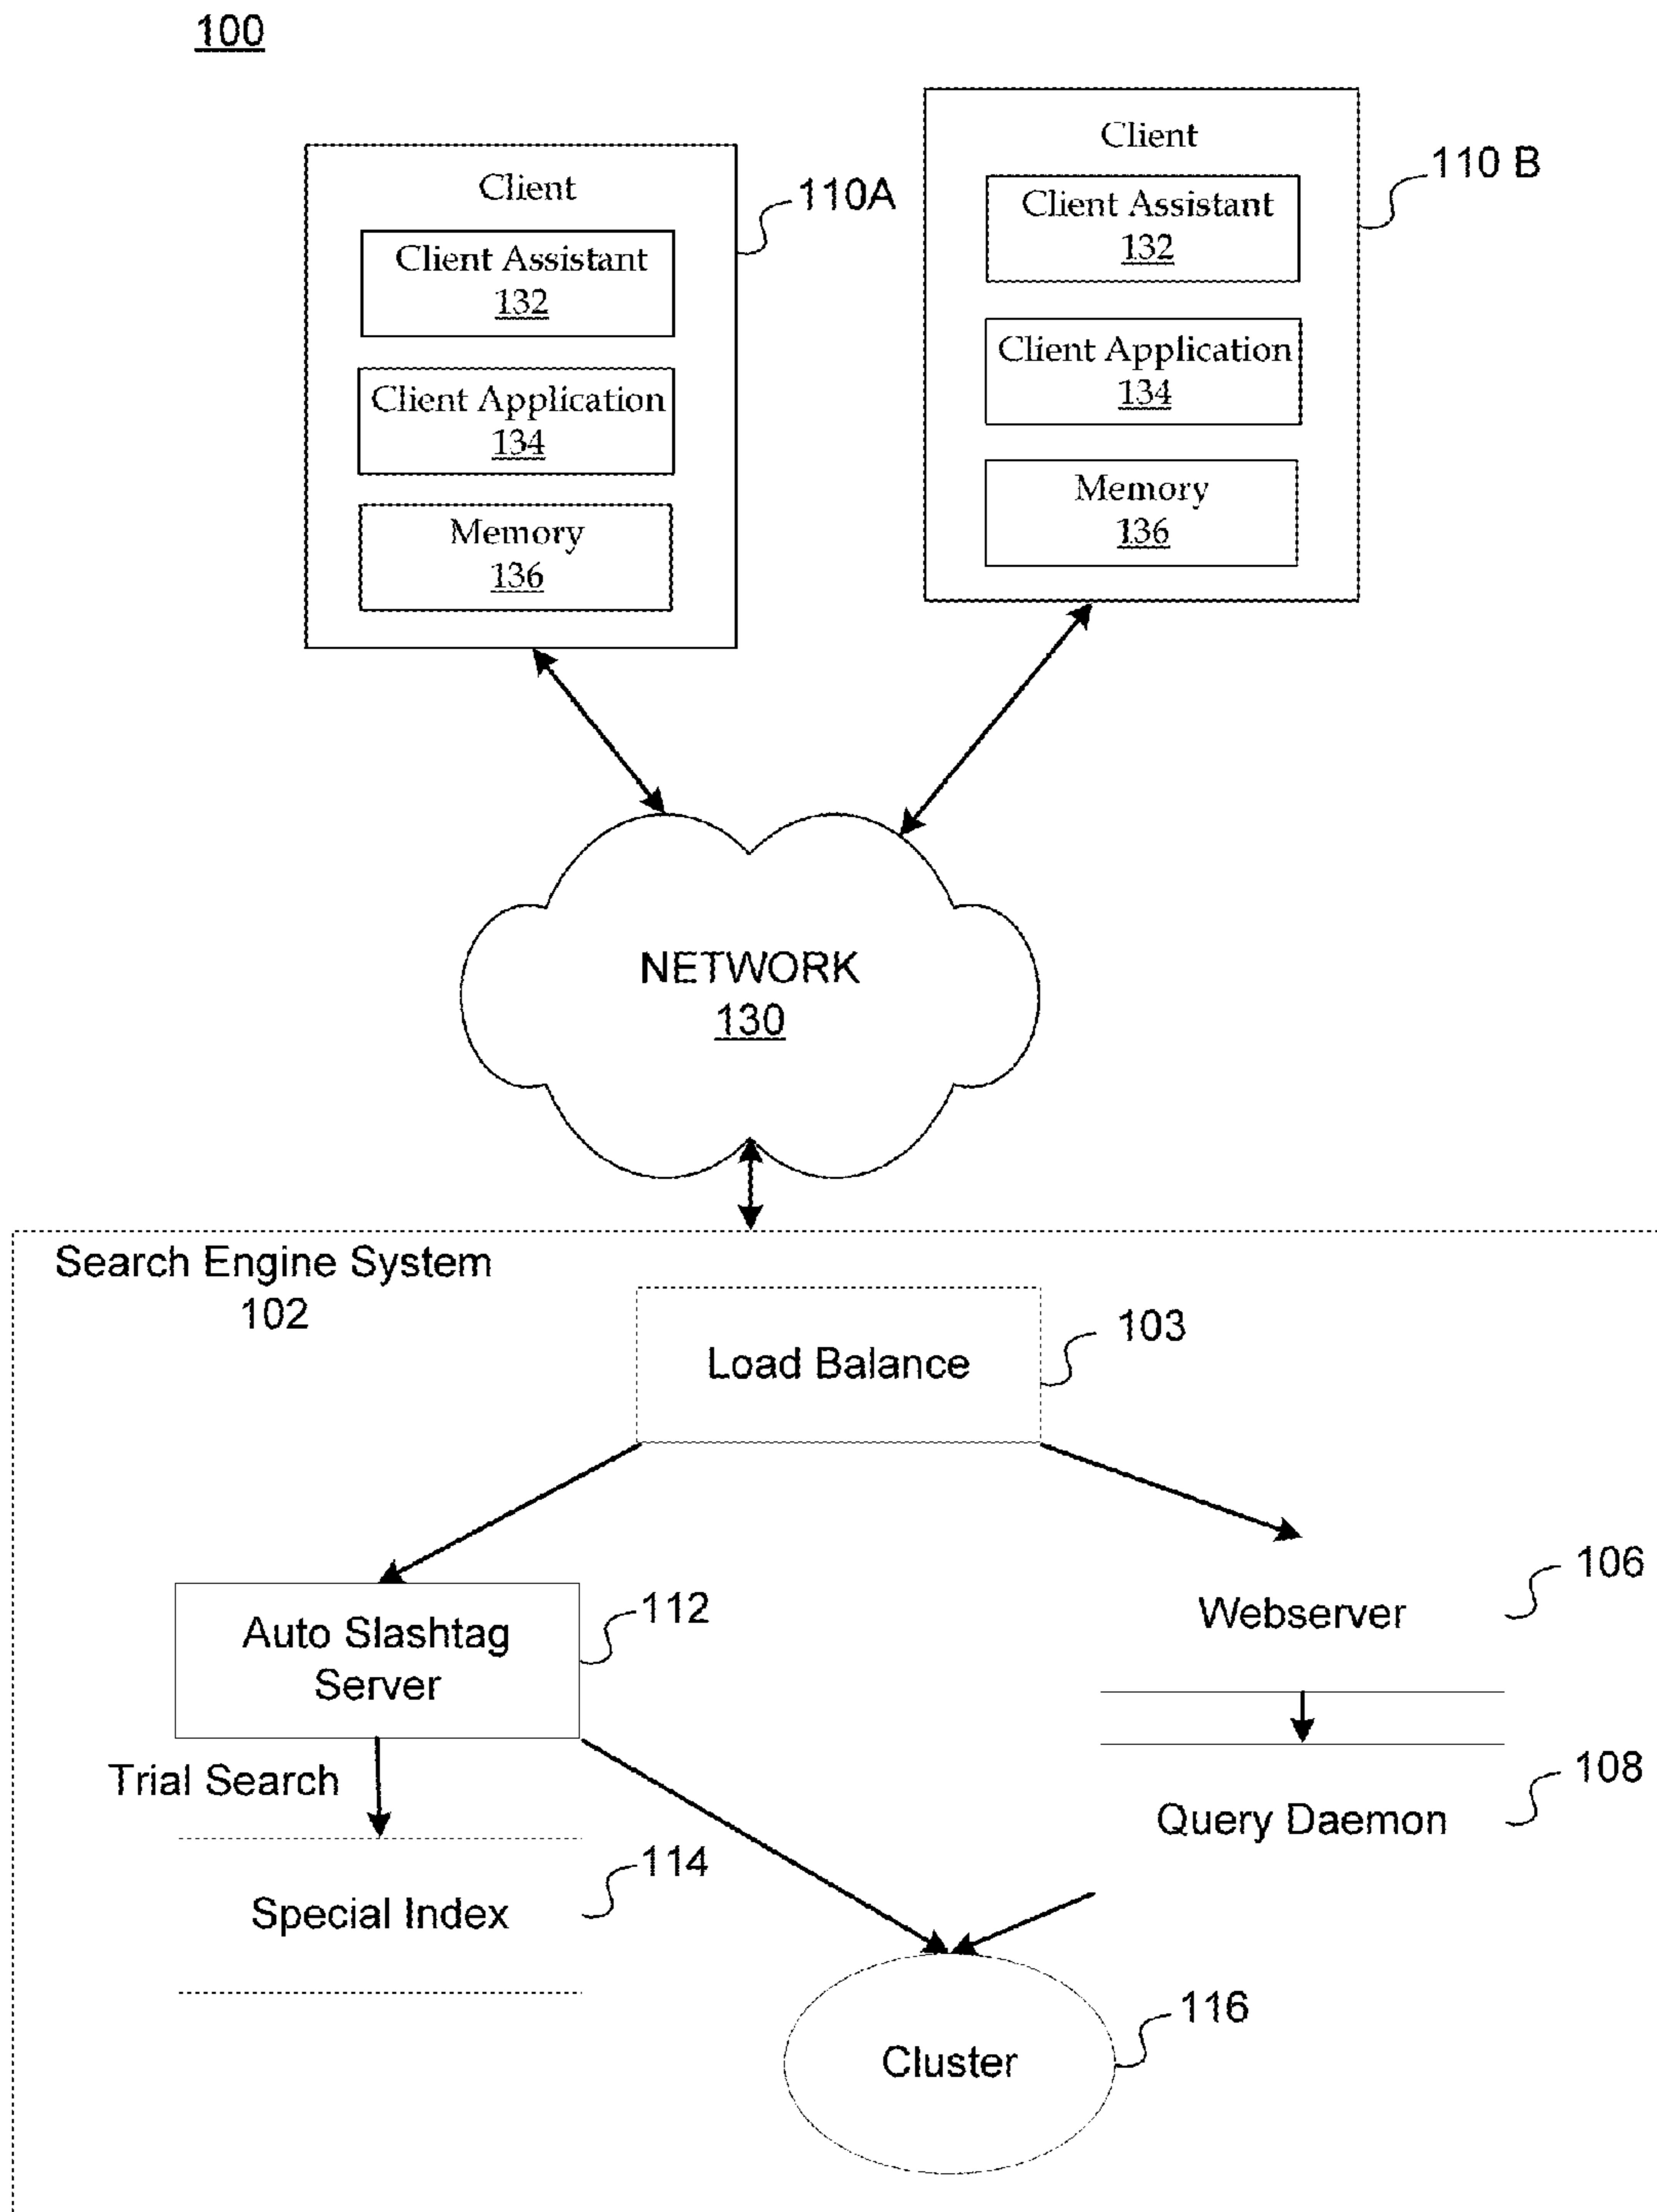 100
Client
Client Assistant
132
Client Application
134
Memory
136
110A
Client
Client Assistant
132
Client Application
134
Memory
136
110 B
NETWORK
130
Search Engine System
102
Load Balance
103
Auto Slashtag
Server
112
Webserver
106
Trial Search
Query Daemon
108
Special Index
114
Cluster
116